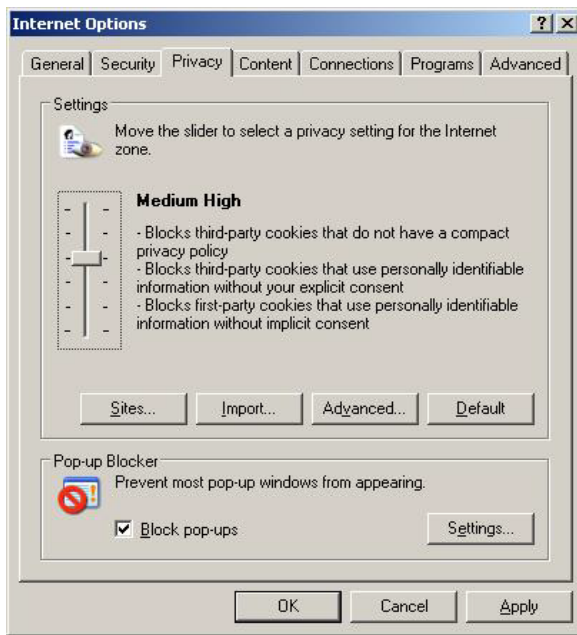 Internet Options
General Security Privacy Content Connections Programs Advanced
Settings
Move the slider to select a privacy setting for the Internet
zone.
Medium High
- Blocks third-party cookies that do not have a compact
privacy policy
- Blocks third-party cookies that use personally identifiable
information without your explicit consent
- Blocks first-party cookies that use personally identifiable
information without implicit consent
Sites... Import... Advanced... Default
Pop-up Blocker
Prevent most pop-up windows from appearing.
Block pop-ups Settings...
OK Cancel Apply